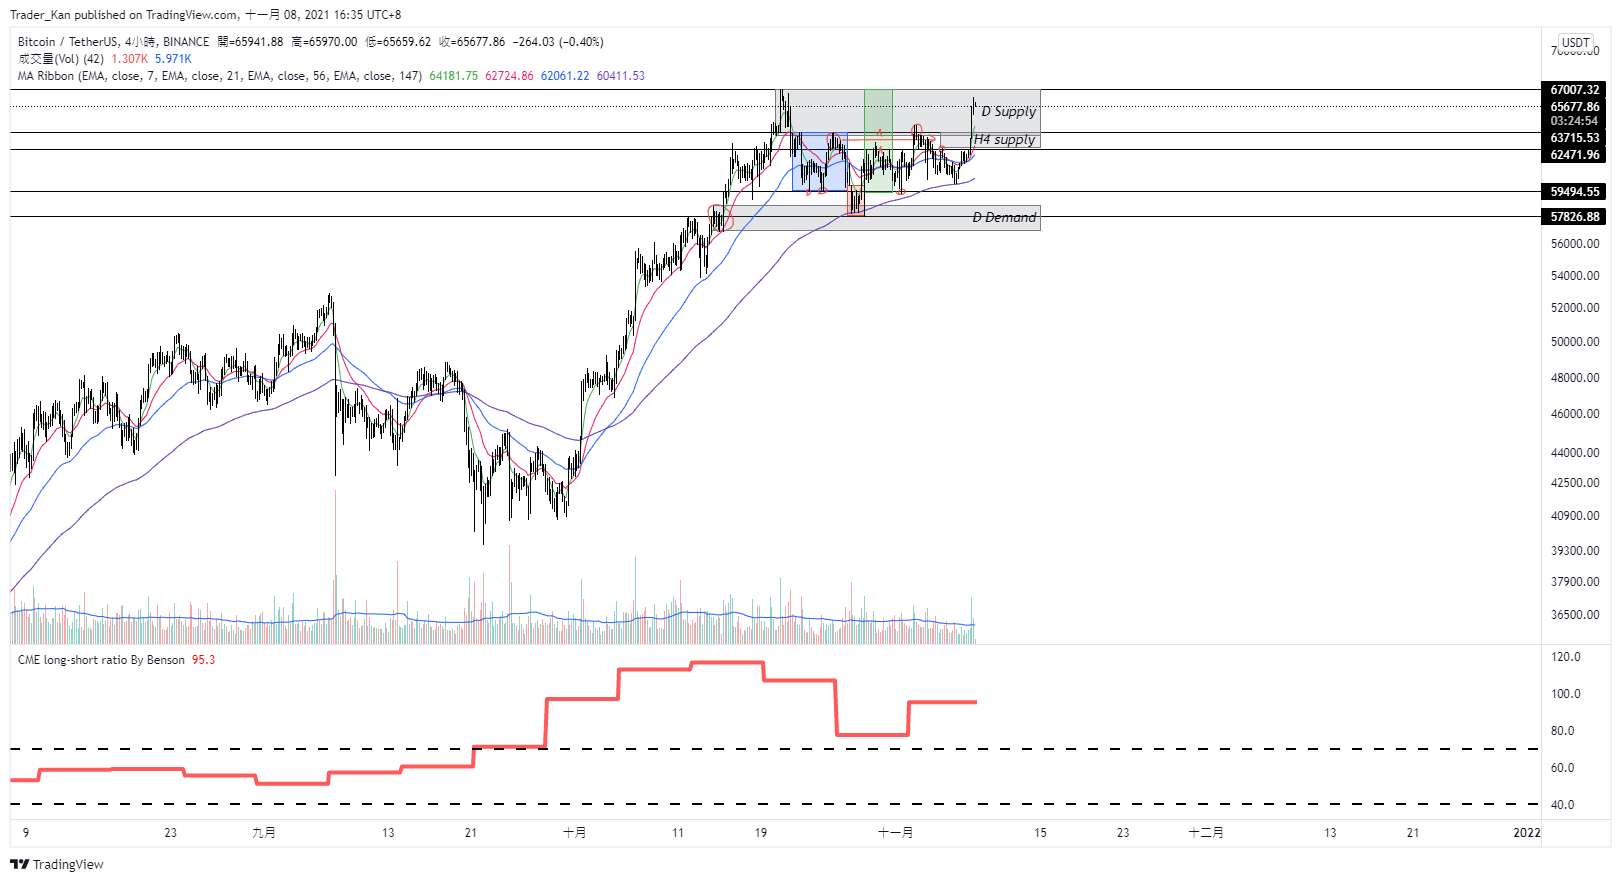 Trader_Kan published on TradingView.com, 十一月 08, 2021 16:35 UTC+8
Bitcoin / TetherUS, 4小時, BINANCE 開=65941.88 高=65970.00 低=65659.62 收=65677.86 −264.03 (−0.40%)
成交量(Vol) (42) 1.307K 5.971K
MA Ribbon (EMA, close, 7, EMA, close, 21, EMA, close, 56, EMA, close, 147) 64181.75 62724.86 62061.22 60411.53
USDT
67007.32
65677.86
03:24:54
63715.53
62471.96
59494.55
57826.88
56000.00
54000.00
52000.00
50000.00
48000.00
46000.00
44000.00
42500.00
40900.00
39300.00
37900.00
36500.00
D Supply
H4 supply
D Demand
CME long-short ratio By Benson 95.3
120.0
100.0
80.0
60.0
40.0
9 23 九月 13 21 十月 11 19 十一月 15 23 十二月 13 21 2022
TradingView